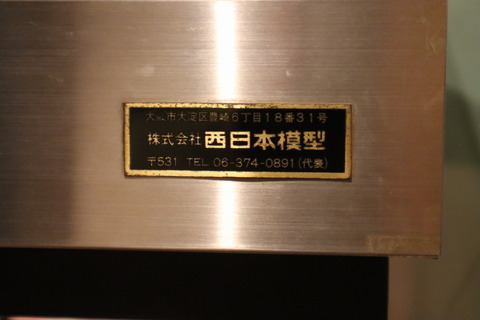 大阪市大淀区豊崎6丁目18番31号
株式会社 西日本模型
〒531 TEL 06-374-0891(代表)